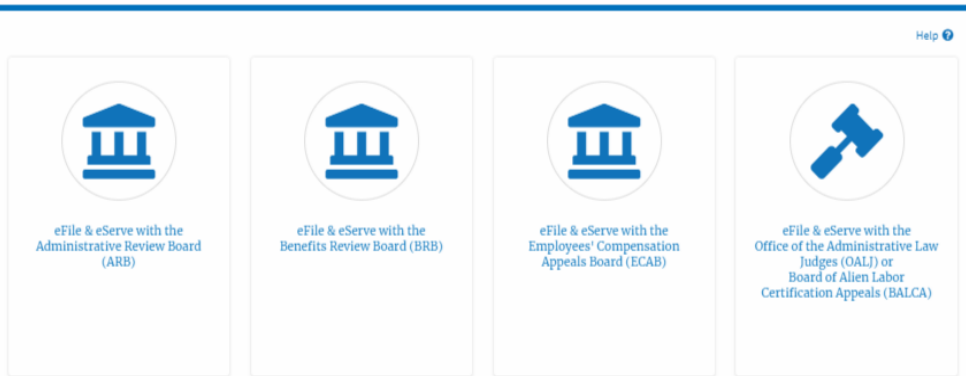 Help
eFile & eServe with the
Administrative Review Board
(ARB)
eFile & eServe with the
Benefits Review Board (BRB)
eFile & eServe with the
Employees' Compensation
Appeals Board (ECAB)
eFile & eServe with the
Office of the Administrative Law
Judges (OALJ) or
Board of Alien Labor
Certification Appeals (BALCA)